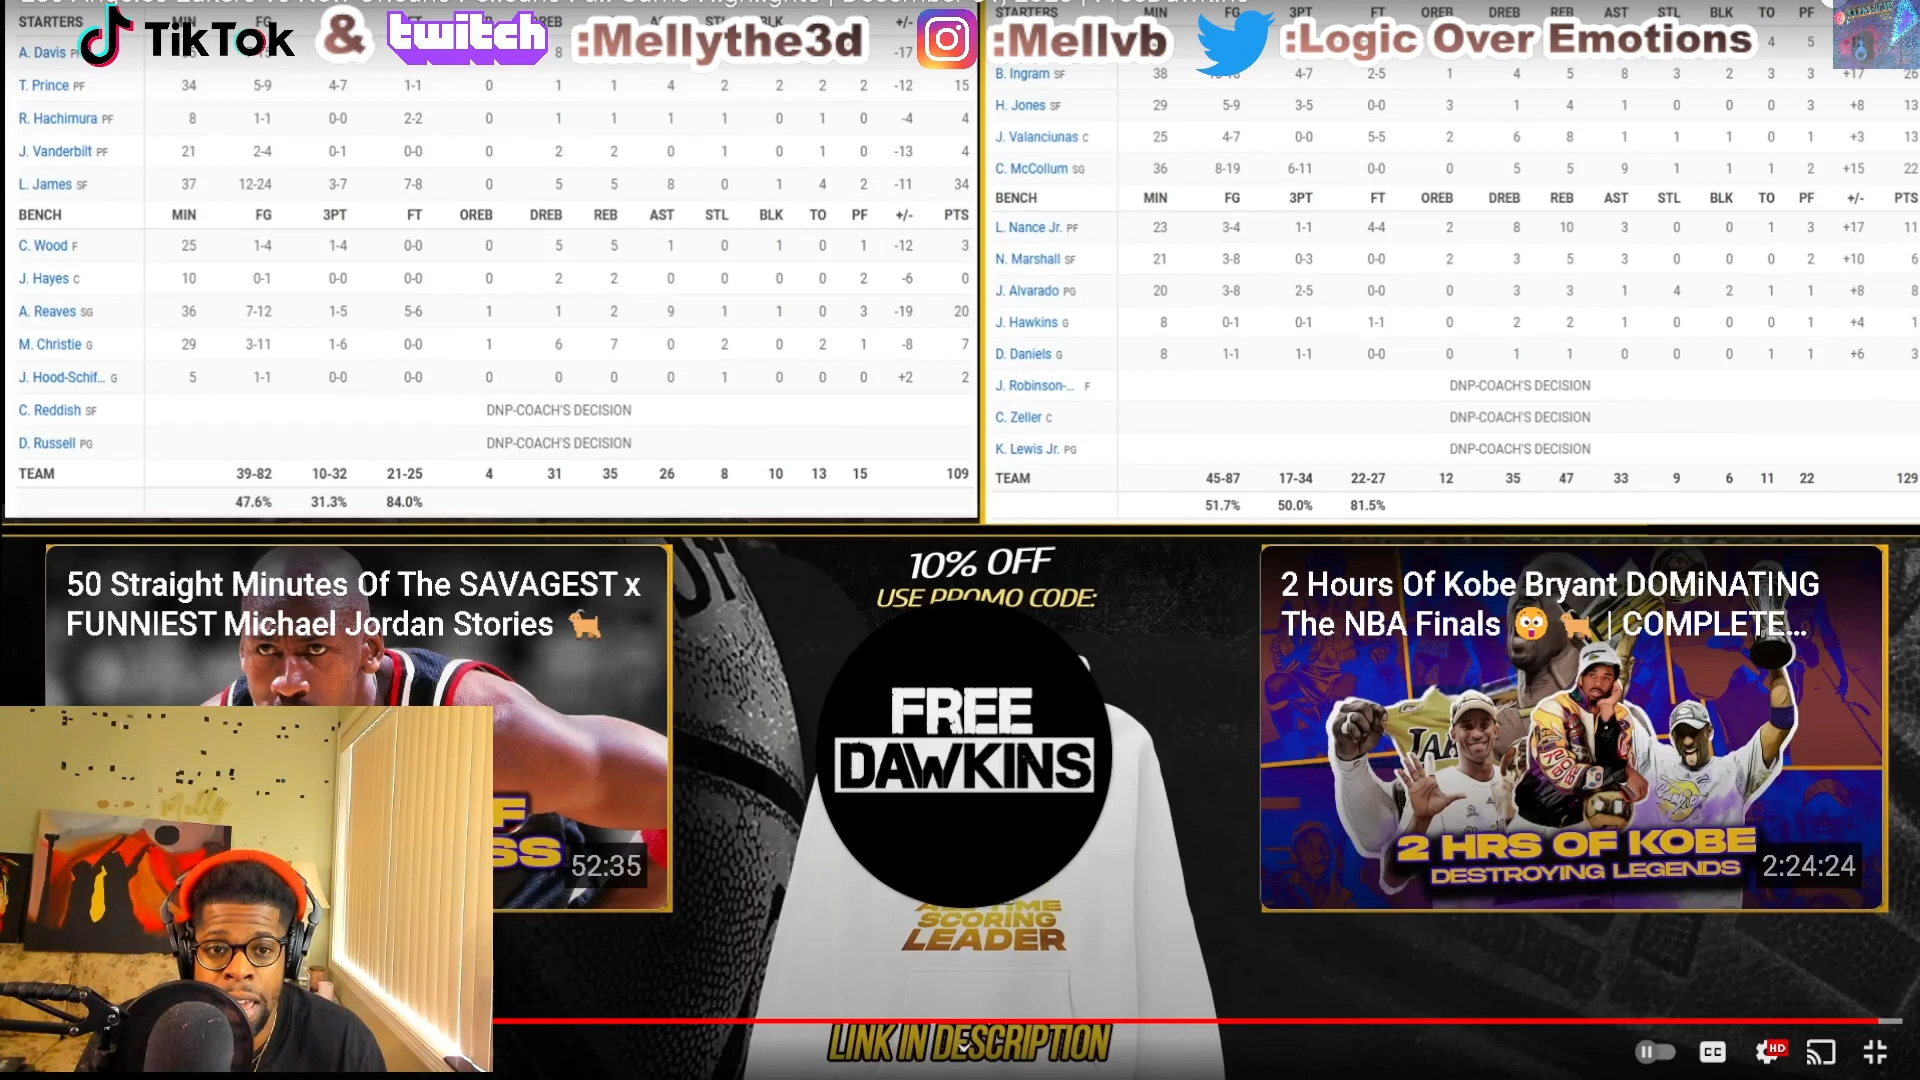 Los Angeles Lakers vs New Orleans Pelicans Full Game Highlights | December 31, 2023 | FreeDawkins
TikTok & twitch :Mellythe3d :Mellvb :Logic Over Emotions
STARTERS MIN FG 3PT FT OREB DREB REB AST STL BLK +/-
A. Davis 8 -17
T. Prince PF 34 5-9 4-7 1-1 0 1 1 4 2 2 2 2 -12 15
R. Hachimura PF 8 1-1 0-0 2-2 0 1 1 1 1 0 1 0 -4 4
J. Vanderbilt PF 21 2-4 0-1 0-0 0 2 2 0 1 0 1 0 -13 4
L. James SF 37 12-24 3-7 7-8 0 5 5 8 0 1 4 2 -11 34
BENCH MIN FG 3PT FT OREB DREB REB AST STL BLK TO PF +/- PTS
C. Wood F 25 1-4 1-4 0-0 0 5 5 1 0 1 0 1 -12 3
J. Hayes C 10 0-1 0-0 0-0 0 2 2 0 0 0 0 2 -6 0
A. Reaves SG 36 7-12 1-5 5-6 1 1 2 9 1 1 0 3 -19 20
M. Christie G 29 3-11 1-6 0-0 1 6 7 0 2 0 2 1 -8 7
J. Hood-Schif... G 5 1-1 0-0 0-0 0 0 0 0 1 0 0 0 +2 2
C. Reddish SF DNP-COACH'S DECISION
D. Russell PG DNP-COACH'S DECISION
TEAM 39-82 10-32 21-25 4 31 35 26 8 10 13 15 109
47.6% 31.3% 84.0%
STARTERS MIN FG 3PT FT OREB DREB REB AST STL BLK TO PF
4 5
B. Ingram SF 38 4-7 2-5 1 4 5 8 3 2 3 3 +17 26
H. Jones SF 29 5-9 3-5 0-0 3 1 4 1 0 0 0 3 +8 13
J. Valanciunas C 25 4-7 0-0 5-5 2 6 8 1 1 1 0 1 +3 13
C. McCollum SG 36 8-19 6-11 0-0 0 5 5 9 1 1 1 2 +15 22
BENCH MIN FG 3PT FT OREB DREB REB AST STL BLK TO PF +/- PTS
L. Nance Jr. PF 23 3-4 1-1 4-4 2 8 10 3 0 0 1 3 +17 11
N. Marshall SF 21 3-8 0-3 0-0 2 3 5 3 0 0 0 2 +10 6
J. Alvarado PG 20 3-8 2-5 0-0 0 3 3 1 4 2 1 1 +8 8
J. Hawkins G 8 0-1 0-1 1-1 0 2 2 1 0 0 0 1 +4 1
D. Daniels G 8 1-1 1-1 0-0 0 1 1 0 0 0 1 1 +6 3
J. Robinson-... F DNP-COACH'S DECISION
C. Zeller C DNP-COACH'S DECISION
K. Lewis Jr. PG DNP-COACH'S DECISION
TEAM 45-87 17-34 22-27 12 35 47 33 9 6 11 22 129
51.7% 50.0% 81.5%
50 Straight Minutes Of The SAVAGEST x
FUNNIEST Michael Jordan Stories
52:35
Melly
10% OFF
USE PROMO CODE:
FREE
DAWKINS
SCORING
LEADER
LINK IN DESCRIPTION
2 Hours Of Kobe Bryant DOMiNATING
The NBA Finals | COMPLETE...
2 HRS OF KOBE
DESTROYING LEGENDS
2:24:24
CC
HD